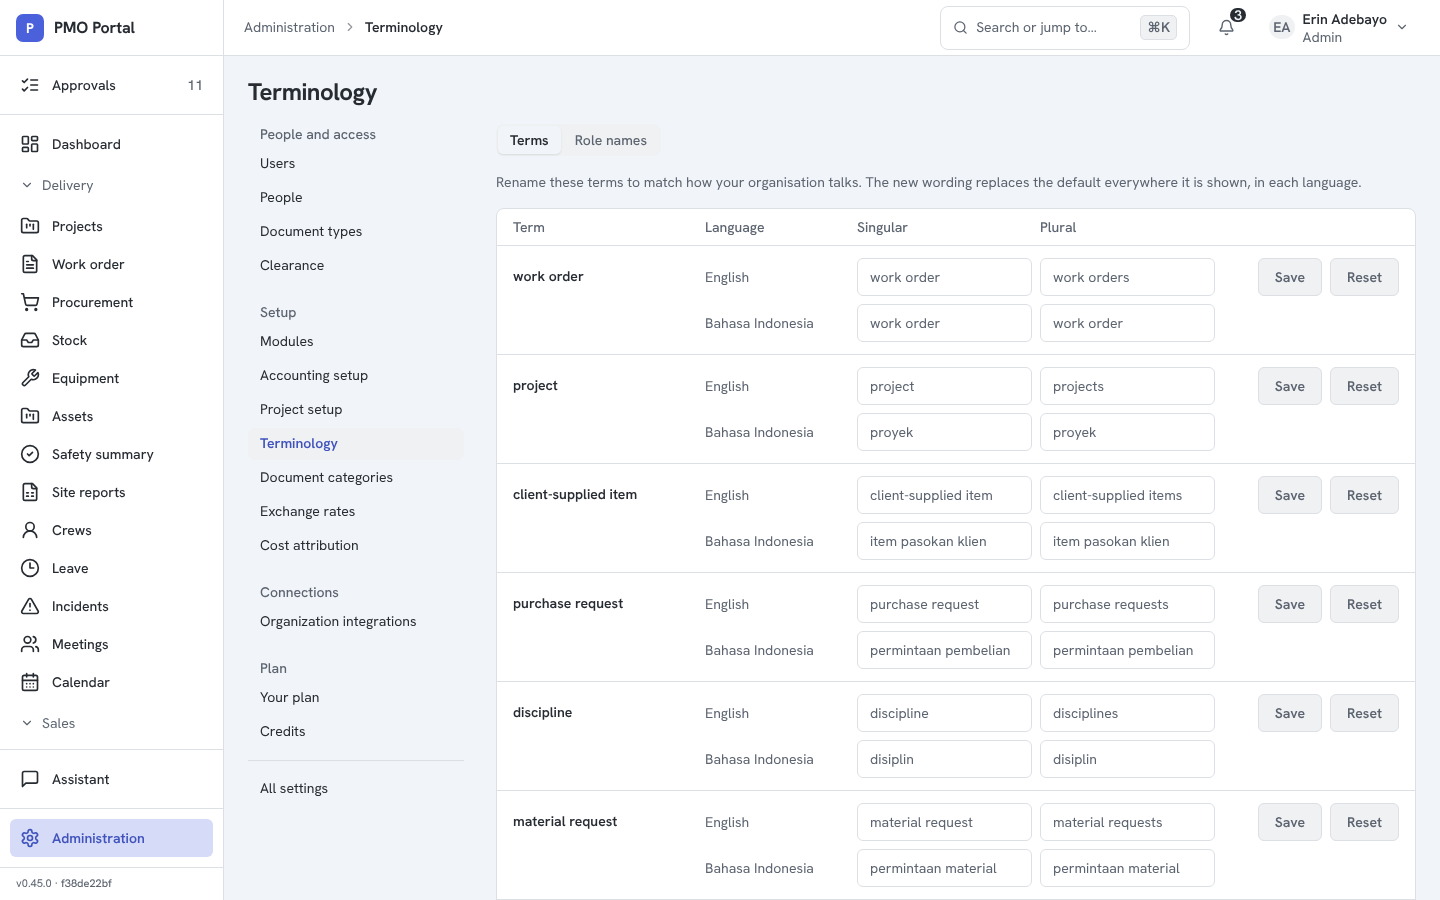 P PMO Portal
Administration > Terminology
Search or jump to... ⌘K
3
EA
Erin Adebayo
Admin
Approvals 11
Dashboard
Delivery
Projects
Work order
Procurement
Stock
Equipment
Assets
Safety summary
Site reports
Crews
Leave
Incidents
Meetings
Calendar
Sales
Assistant
Administration
v0.45.0 · f38de22bf
Terminology
People and access
Users
People
Document types
Clearance
Setup
Modules
Accounting setup
Project setup
Terminology
Document categories
Exchange rates
Cost attribution
Connections
Organization integrations
Plan
Your plan
Credits
All settings
Terms Role names
Rename these terms to match how your organisation talks. The new wording replaces the default everywhere it is shown, in each language.
Term Language Singular Plural
work order English work order work orders Save Reset
Bahasa Indonesia work order work order
project English project projects Save Reset
Bahasa Indonesia proyek proyek
client-supplied item English client-supplied item client-supplied items Save Reset
Bahasa Indonesia item pasokan klien item pasokan klien
purchase request English purchase request purchase requests Save Reset
Bahasa Indonesia permintaan pembelian permintaan pembelian
discipline English discipline disciplines Save Reset
Bahasa Indonesia disiplin disiplin
material request English material request material requests Save Reset
Bahasa Indonesia permintaan material permintaan material